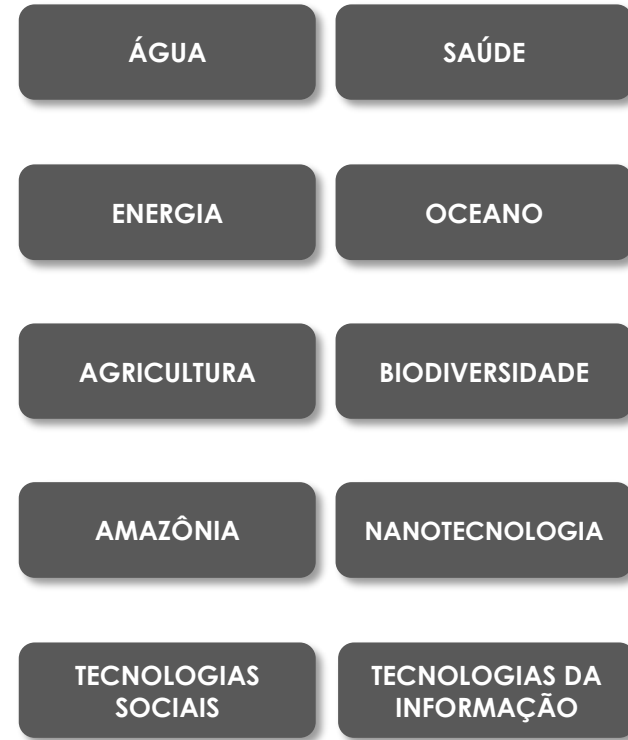 ÁGUA
SAÚDE
ENERGIA
OCEANO
AGRICULTURA
BIODIVERSIDADE
AMAZÔNIA
NANOTECNOLOGIA
TECNOLOGIAS
SOCIAIS
TECNOLOGIAS DA
INFORMAÇÃO